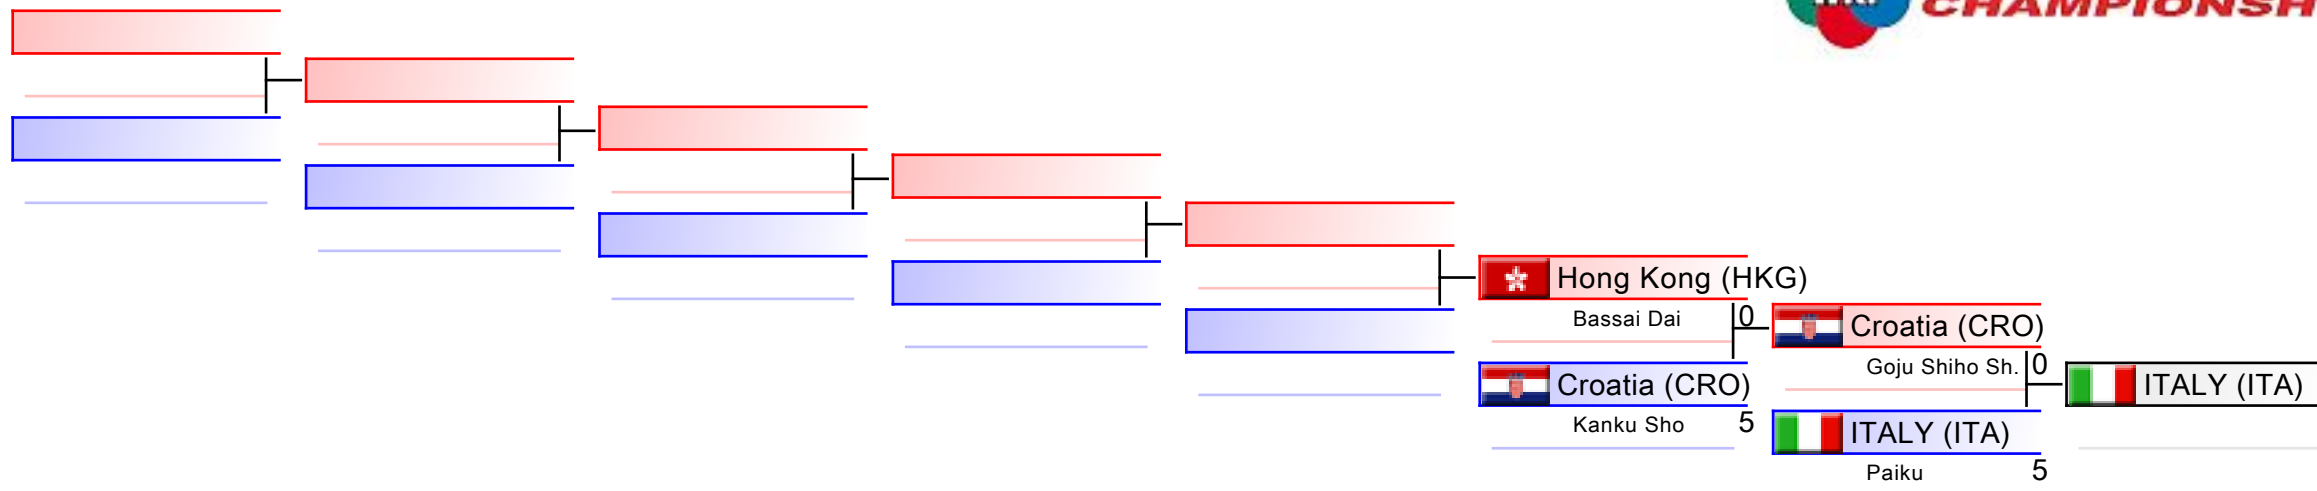 CHAMPIONSH
Hong Kong (HKG)
Bassai Dai
0
Croatia (CRO)
Kanku Sho
5
Croatia (CRO)
Goju Shiho Sh.
0
ITALY (ITA)
Paiku
5
ITALY (ITA)